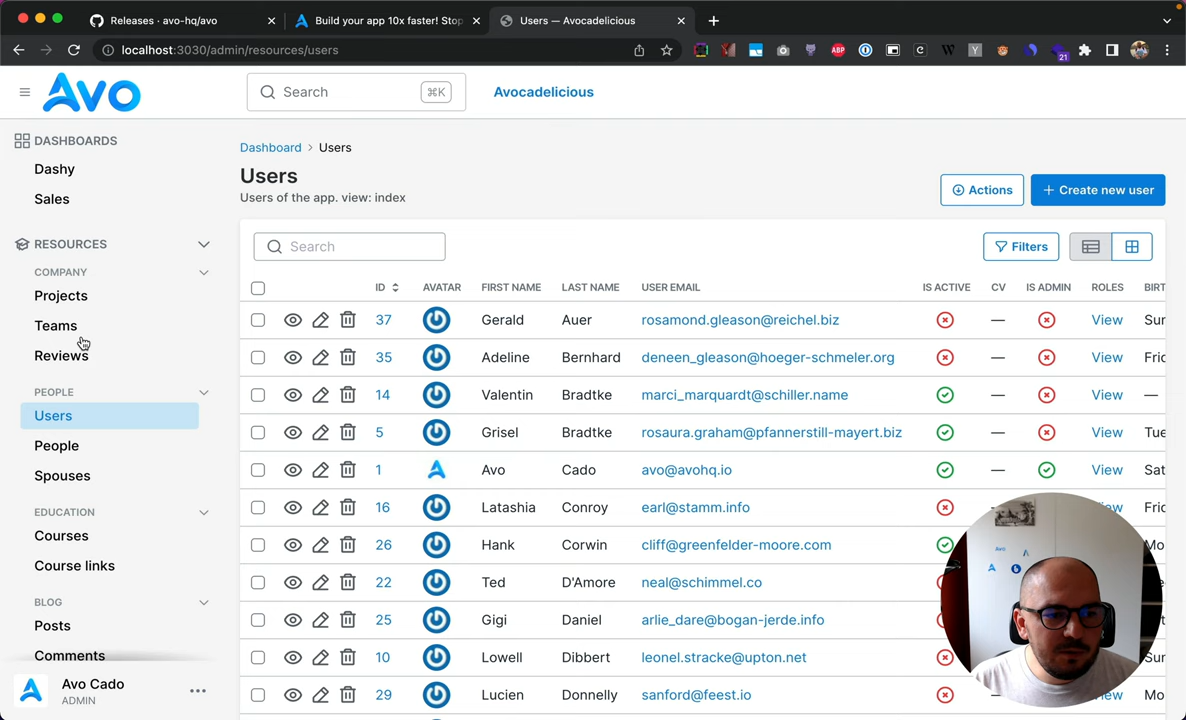 Releases · avo-hq/avo
Build your app 10x faster! Stop
Users — Avocadelicious
localhost:3030/admin/resources/users
ABP
21
Avo
Search
⌘K
Avocadelicious
DASHBOARDS
Dashy
Sales
RESOURCES
COMPANY
Projects
Teams
Reviews
PEOPLE
Users
People
Spouses
EDUCATION
Courses
Course links
BLOG
Posts
Comments
Avo Cado
ADMIN
Dashboard > Users
Users
Users of the app. view: index
Actions
+ Create new user
Search
Filters
ID AVATAR FIRST NAME LAST NAME USER EMAIL IS ACTIVE CV IS ADMIN ROLES BIRT
37 Gerald Auer rosamond.gleason@reichel.biz — View Sur
35 Adeline Bernhard deneen_gleason@hoeger-schmeler.org — View Fric
14 Valentin Bradtke marci_marquardt@schiller.name — View —
5 Grisel Bradtke rosaura.graham@pfannerstill-mayert.biz — View Tue
1 Avo Cado avo@avohq.io — View Sat
16 Latashia Conroy earl@stamm.info Fri
26 Hank Corwin cliff@greenfelder-moore.com Mo
22 Ted D'Amore neal@schimmel.co
25 Gigi Daniel arlie_dare@bogan-jerde.info
10 Lowell Dibbert leonel.stracke@upton.net
29 Lucien Donnelly sanford@feest.io Mo